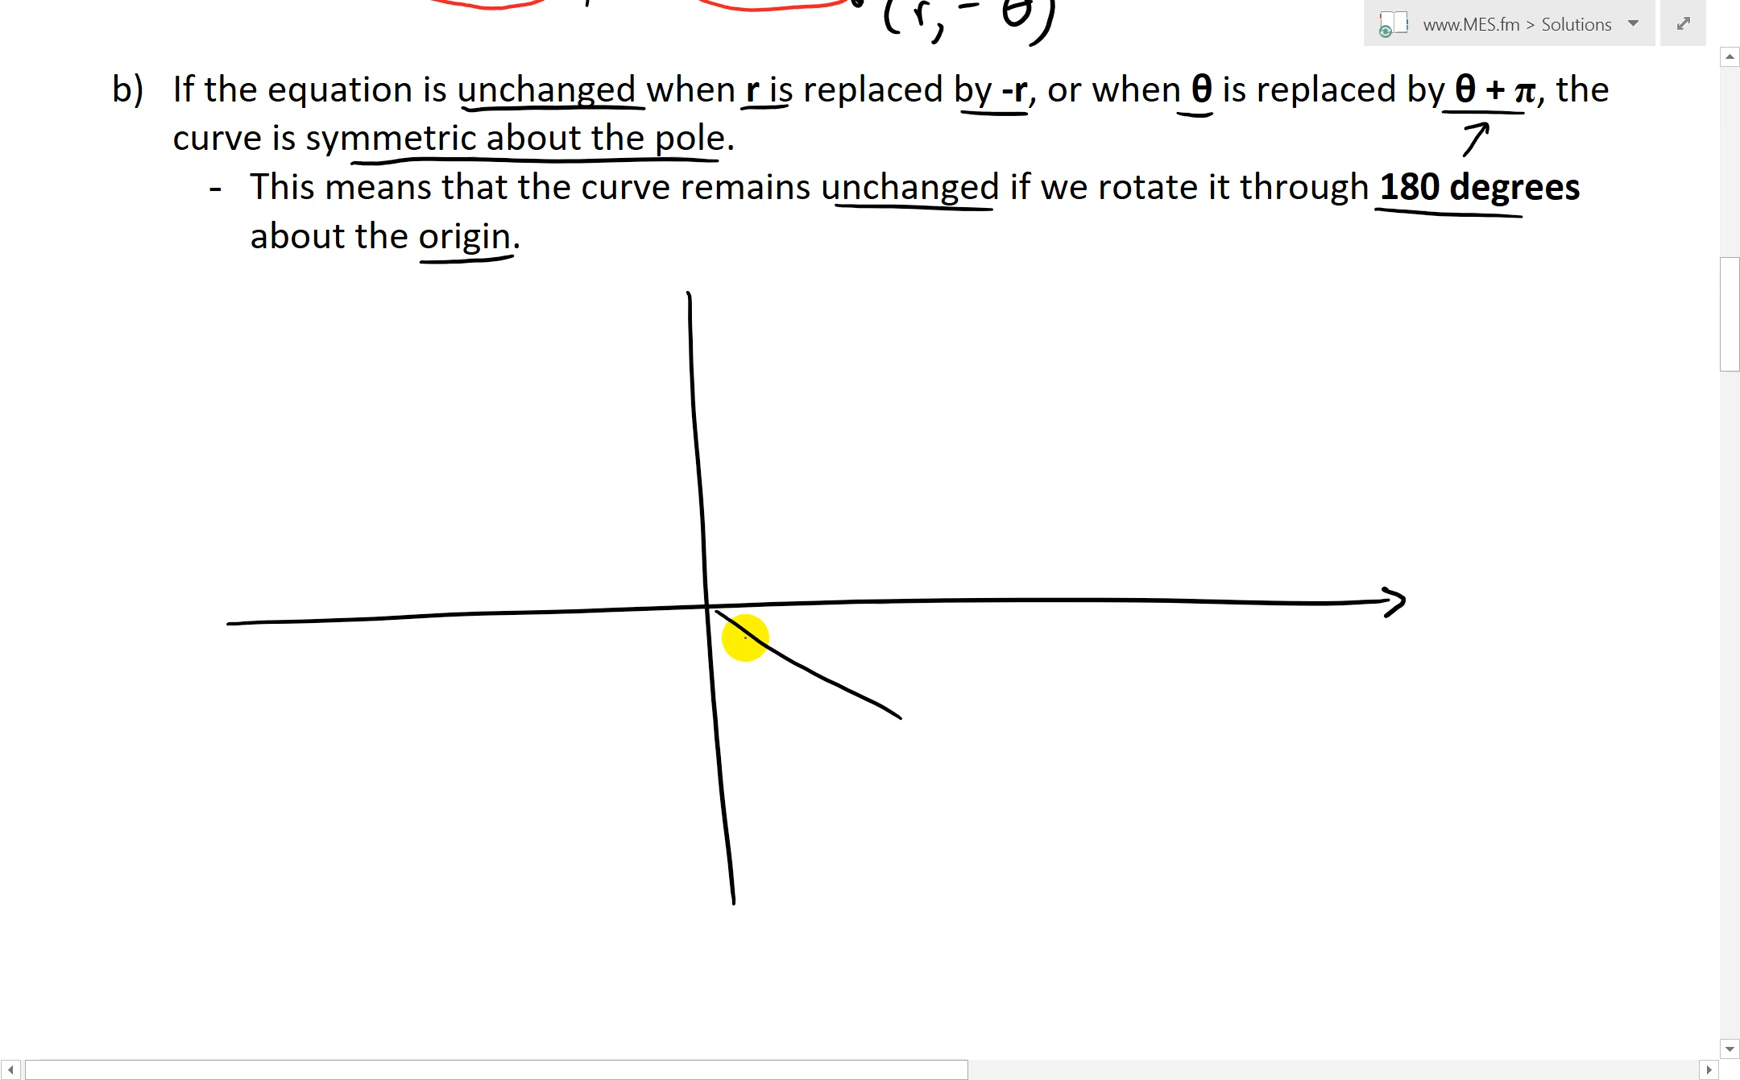 (r, - θ)
www.MES.fm > Solutions
b) If the equation is unchanged when r is replaced by -r, or when θ is replaced by θ + π, the
curve is symmetric about the pole.
- This means that the curve remains unchanged if we rotate it through 180 degrees
about the origin.